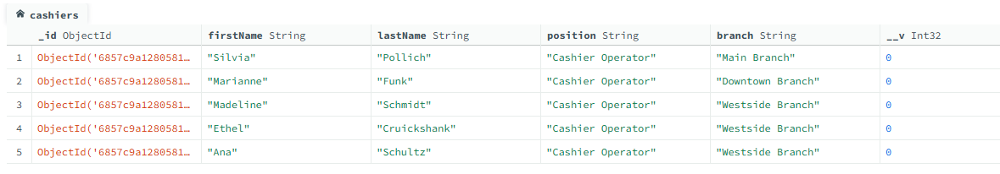 cashiers
_id ObjectId firstName String lastName String position String branch String __v Int32
1 ObjectId('6857c9a1280581… "Silvia" "Pollich" "Cashier Operator" "Main Branch" 0
2 ObjectId('6857c9a1280581… "Marianne" "Funk" "Cashier Operator" "Downtown Branch" 0
3 ObjectId('6857c9a1280581… "Madeline" "Schmidt" "Cashier Operator" "Westside Branch" 0
4 ObjectId('6857c9a1280581… "Ethel" "Cruickshank" "Cashier Operator" "Westside Branch" 0
5 ObjectId('6857c9a1280581… "Ana" "Schultz" "Cashier Operator" "Westside Branch" 0